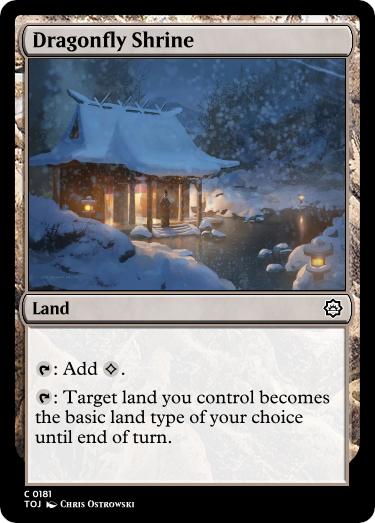 Dragonfly Shrine
Land
: Add .
: Target land you control becomes
the basic land type of your choice
until end of turn.
C 0181
TOJ Chris Ostrowski